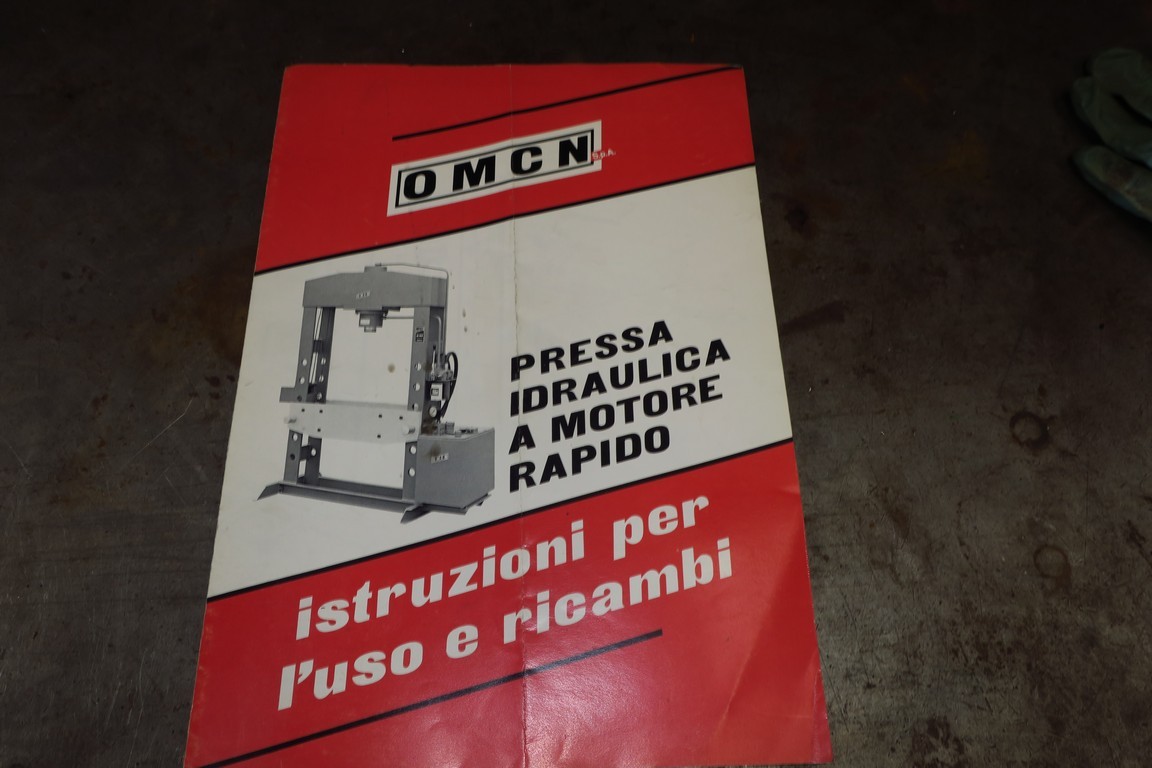 OMCN S.p.A.
PRESSA
IDRAULICA
A MOTORE
RAPIDO
istruzioni per
l'uso e ricambi